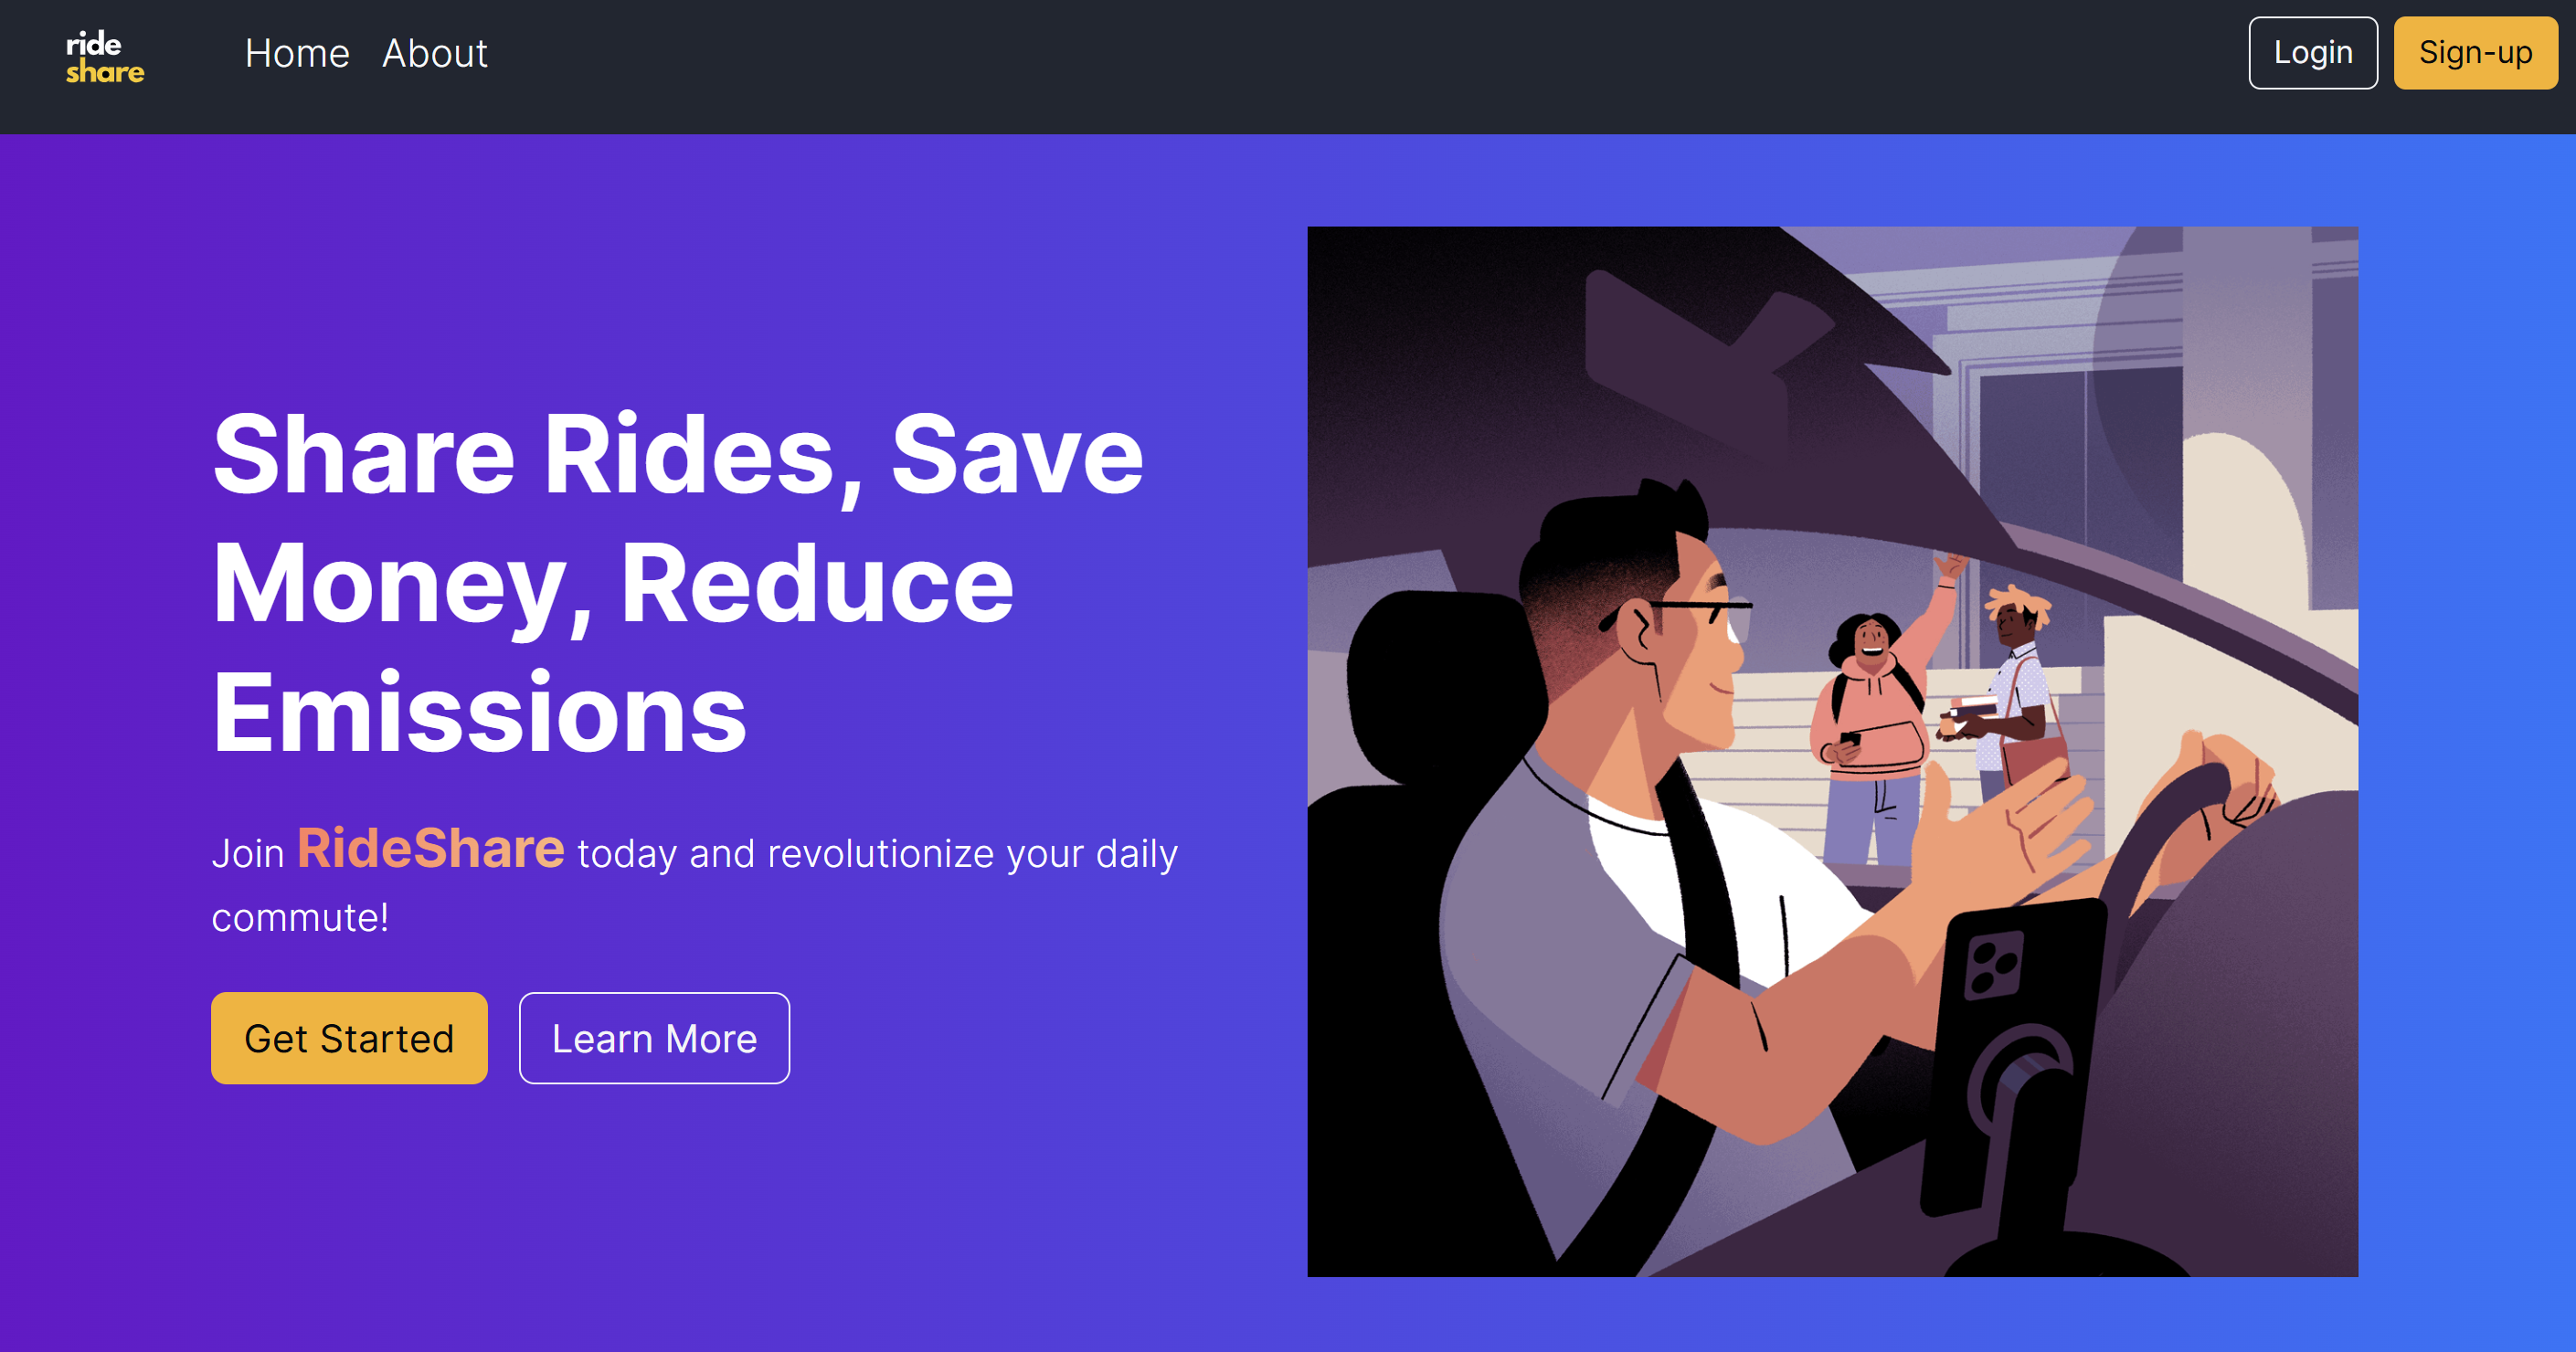 ride
share
Home About
Login Sign-up
Share Rides, Save
Money, Reduce
Emissions
Join RideShare today and revolutionize your daily
commute!
Get Started Learn More